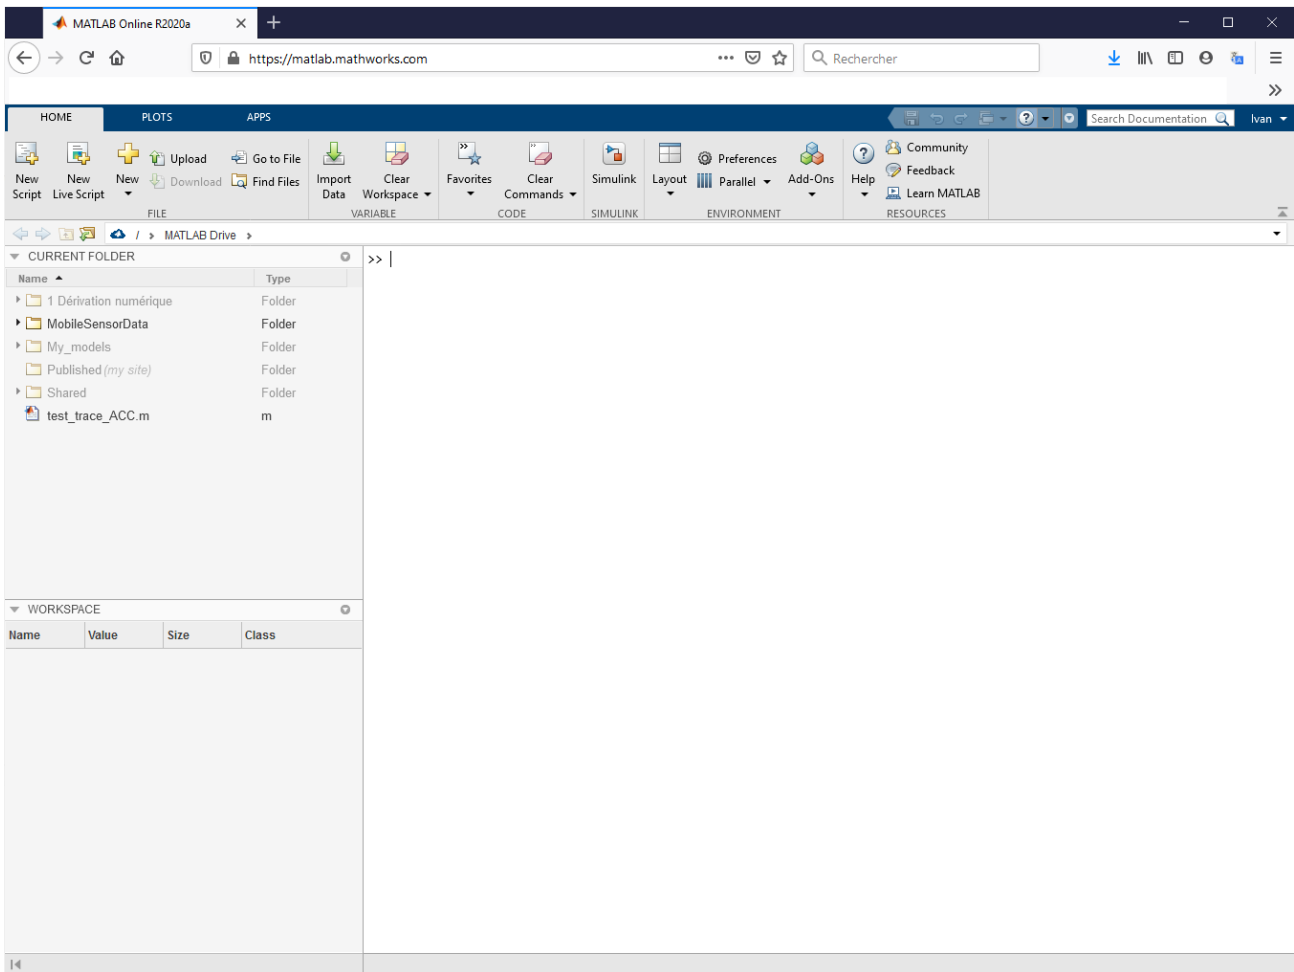 MATLAB Online R2020a
https://matlab.mathworks.com
Rechercher
HOME PLOTS APPS
Search Documentation
Ivan
New Script
New Live Script
New
Upload
Download
Go to File
Find Files
FILE
Import Data
Clear Workspace
VARIABLE
Favorites
Clear Commands
CODE
Simulink
SIMULINK
Layout
Preferences
Parallel
Add-Ons
ENVIRONMENT
Help
Community
Feedback
Learn MATLAB
RESOURCES
/ > MATLAB Drive >
CURRENT FOLDER
Name Type
1 Dérivation numérique Folder
MobileSensorData Folder
My_models Folder
Published (my site) Folder
Shared Folder
test_trace_ACC.m m
>>
WORKSPACE
Name Value Size Class